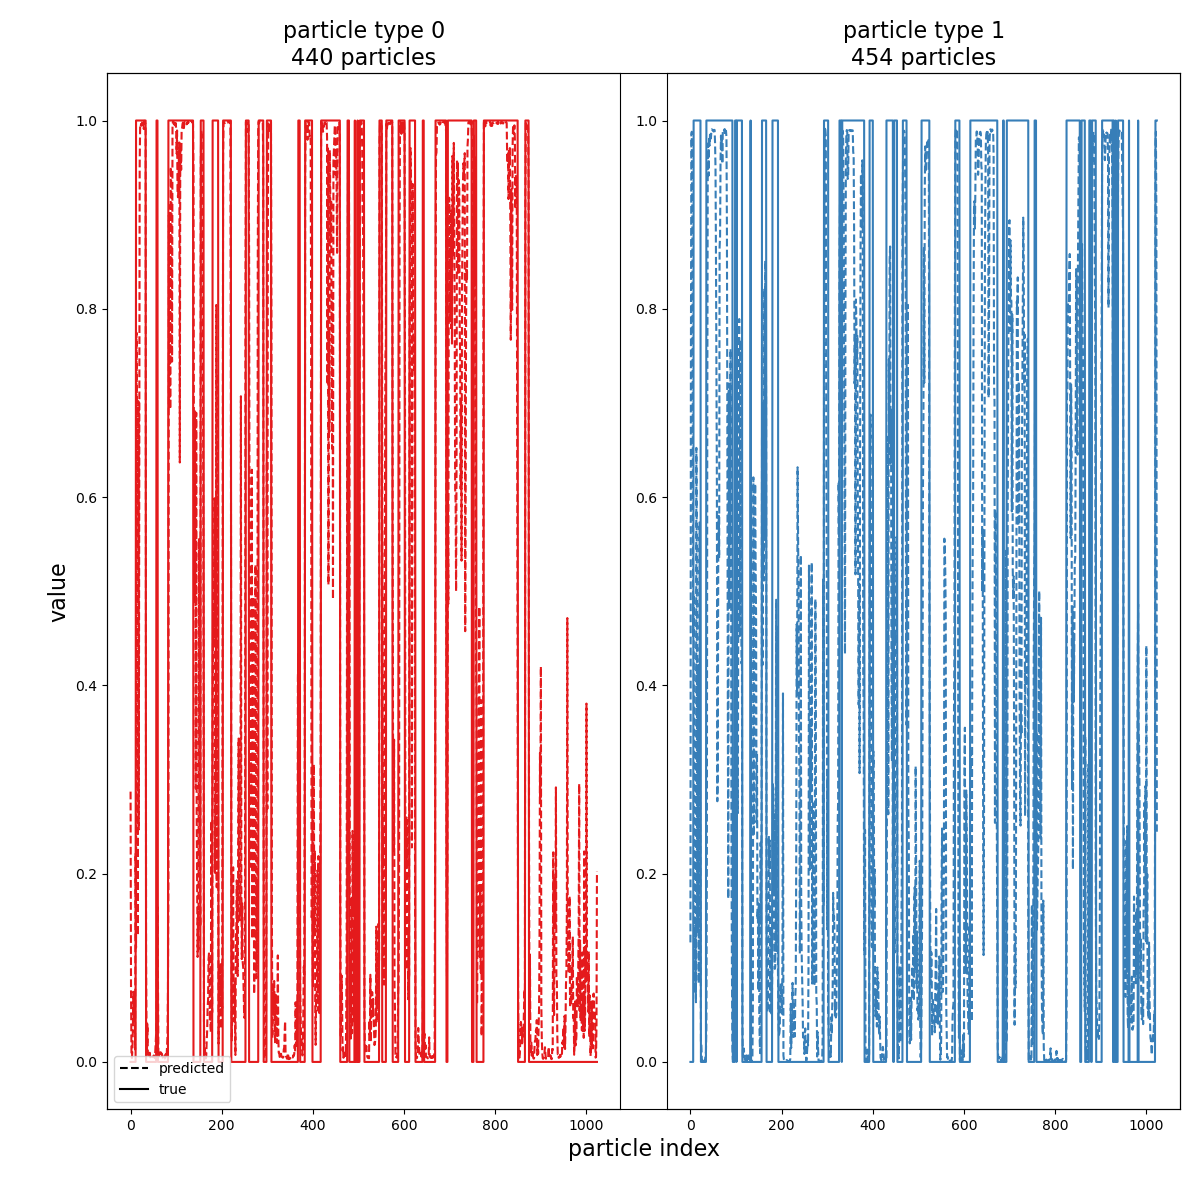 particle type 0
440 particles
particle type 1
454 particles
1.0
0.8
0.6
0.4
0.2
0.0
value
predicted
true
0 200 400 600 800 1000
1.0
0.8
0.6
0.4
0.2
0.0
0 200 400 600 800 1000
particle index